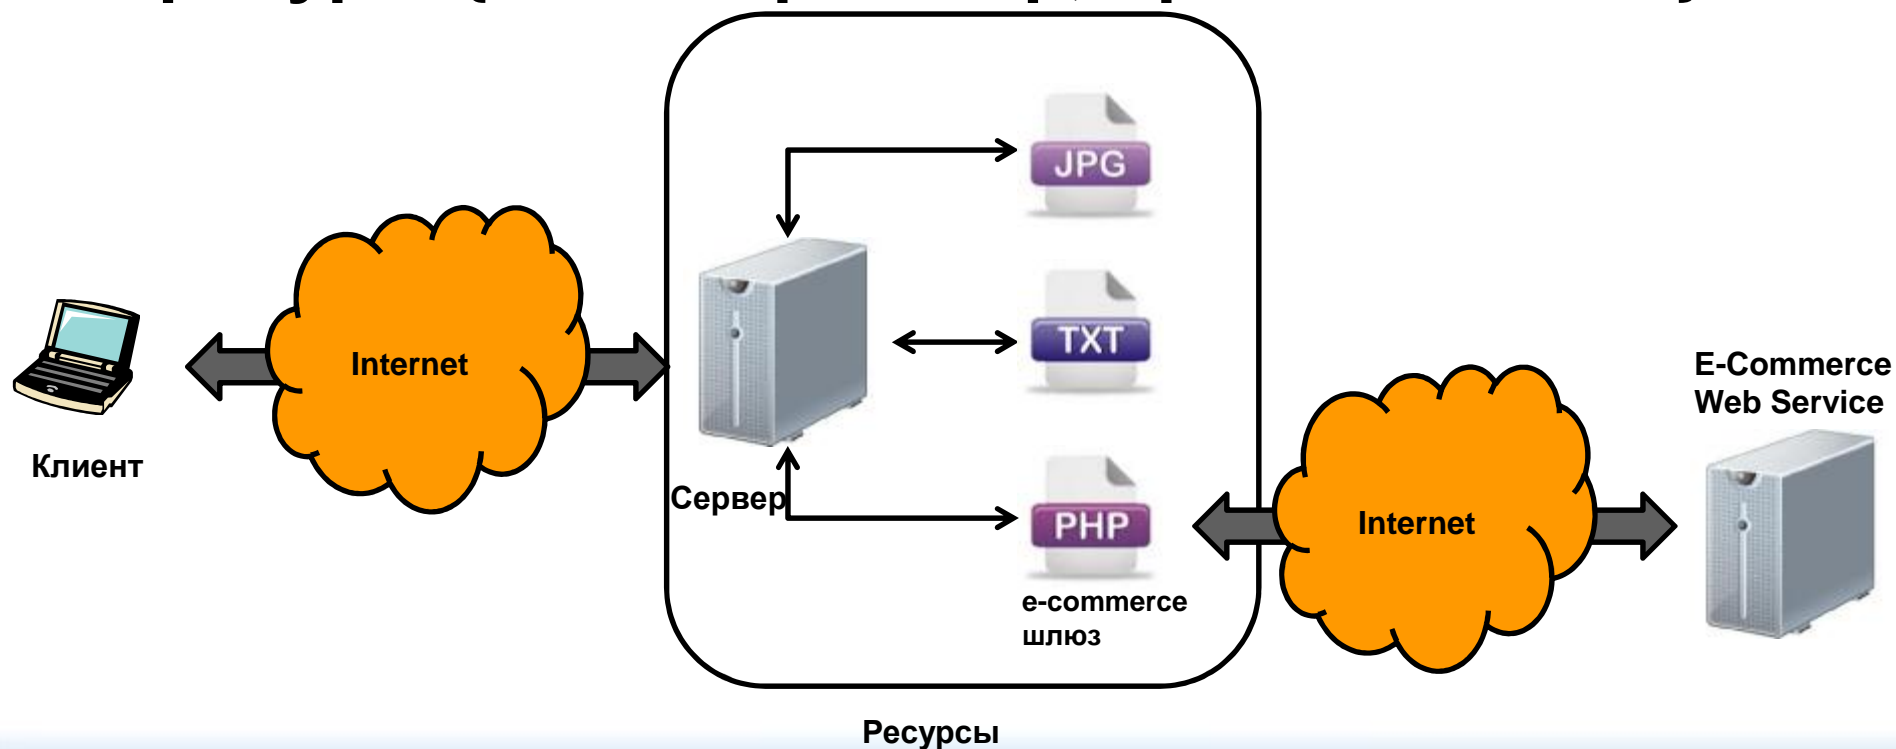 JPG
TXT
Internet
E-Commerce
Web Service
Клиент
Сервер
PHP
Internet
e-commerce
шлюз
Ресурсы